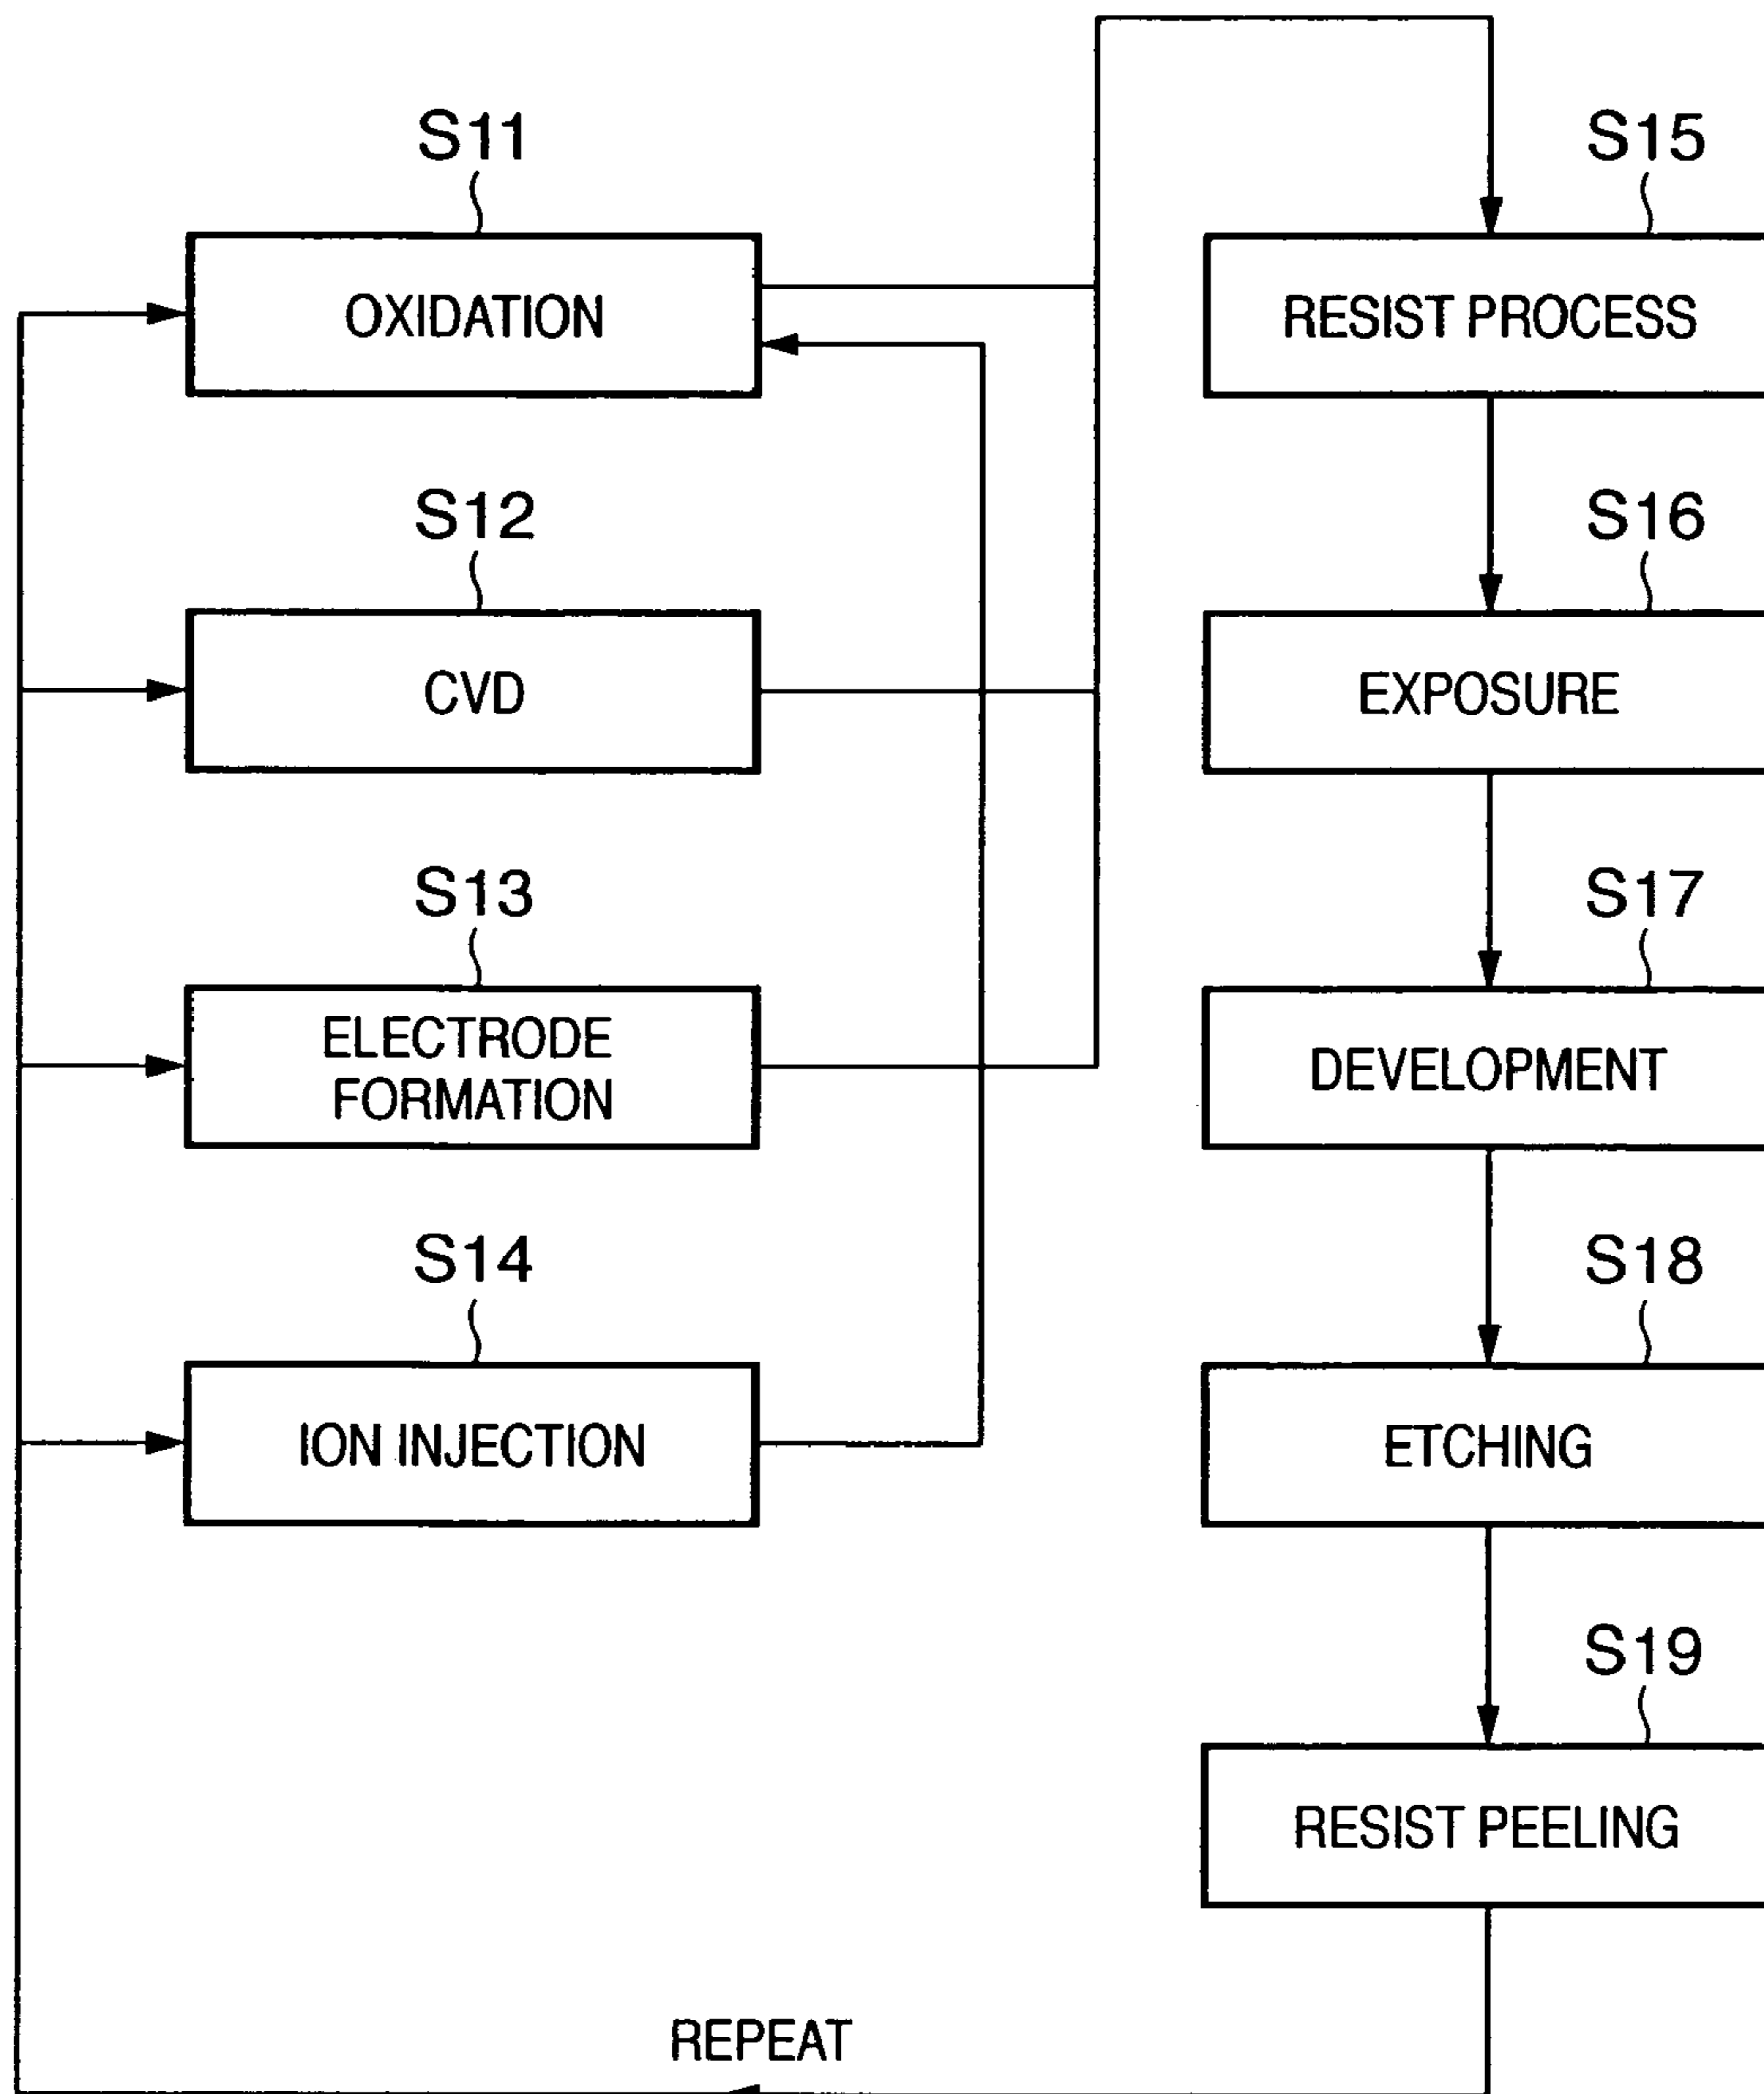 S11
OXIDATION
S12
CVD
S13
ELECTRODE
FORMATION
S14
ION INJECTION
S15
RESIST PROCESS
S16
EXPOSURE
S17
DEVELOPMENT
S18
ETCHING
S19
RESIST PEELING
REPEAT